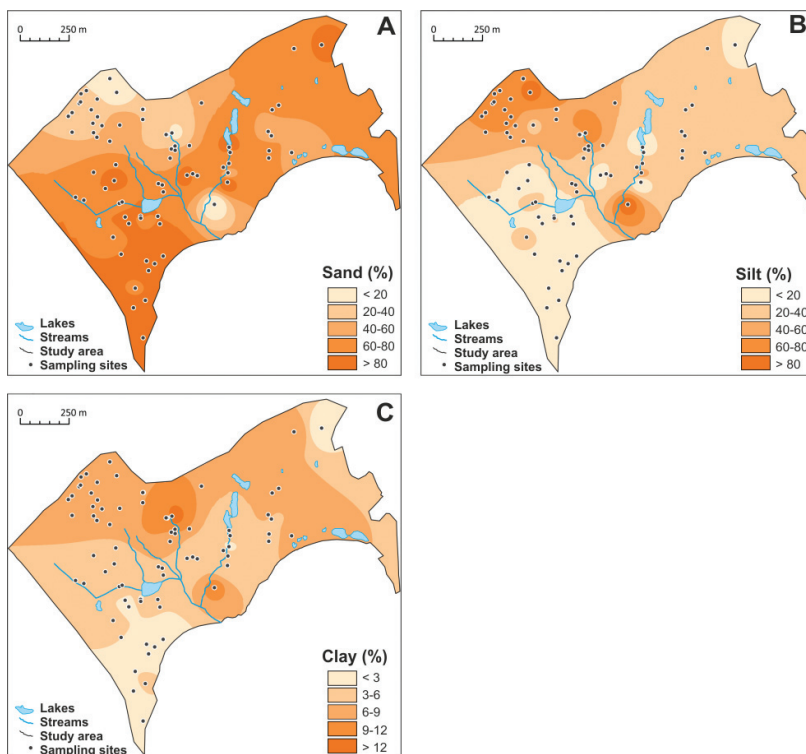 A
0 250 m
Sand (%)
< 20
20-40
40-60
60-80
> 80
Lakes
Streams
Study area
Sampling sites
B
0 250 m
Silt (%)
< 20
20-40
40-60
60-80
> 80
Lakes
Streams
Study area
Sampling sites
C
0 250 m
Clay (%)
< 3
3-6
6-9
9-12
> 12
Lakes
Streams
Study area
Sampling sites